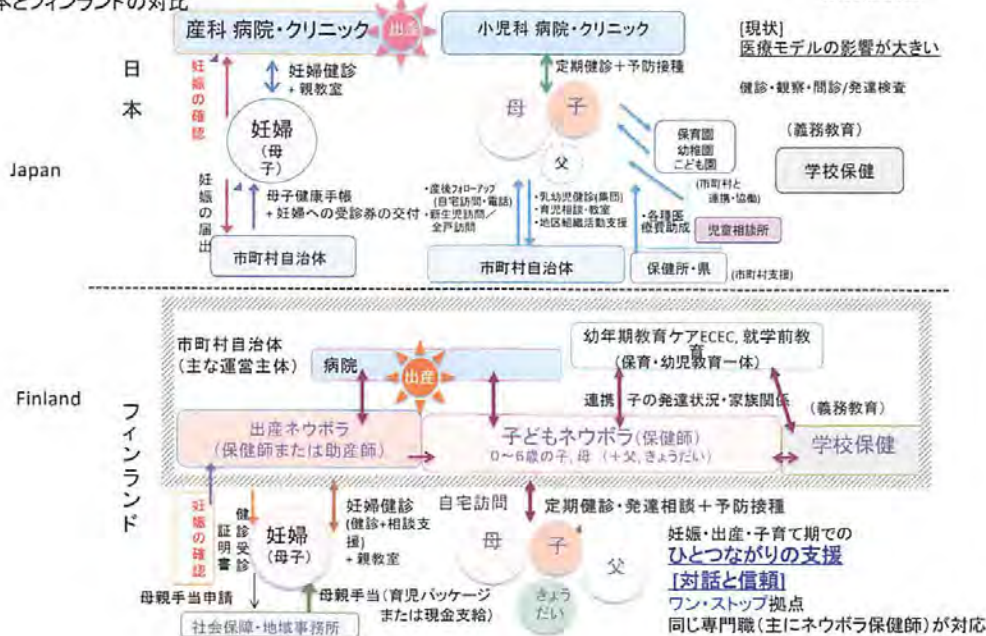 本とフィンランドの対比
産科 病院・クリニック
出産
小児科 病院・クリニック
[現状]
医療モデルの影響が大きい
日本
妊娠の確認
妊婦健診
+ 親教室
定期健診+予防接種
健診・観察・問診/発達検査
妊婦
(母
子)
母
子
父
保育園
幼稚園
こども園
(義務教育)
学校保健
Japan
妊娠の届出
母子健康手帳
+ 妊婦への受診券の交付
・産後フォローアップ
(自宅訪問・電話)
・新生児訪問/
全戸訪問
・乳幼児健診(集団)
・育児相談・教室
・地区組織活動支援
・各種医
療費助成
(市町村と
連携・協働)
児童相談所
市町村自治体
市町村自治体
保健所・県
(市町村支援)
市町村自治体
(主な運営主体)
病院
出産
幼年期教育ケアECEC, 就学前教
育
(保育・幼児教育一体)
Finland
フィンランド
連携 子の発達状況・家族関係
(義務教育)
出産ネウボラ
(保健師または助産師)
子どもネウボラ(保健師)
0~6歳の子, 母 (+父, きょうだい)
学校保健
妊娠の確認
健診受診
証明書
妊婦
(母子)
妊婦健診
(健診+相談支
援)
+ 親教室
自宅訪問
定期健診・発達相談+予防接種
母
子
父
きょう
だい
妊娠・出産・子育て期での
ひとつながりの支援
[対話と信頼]
ワン・ストップ拠点
同じ専門職(主にネウボラ保健師)が対応
母親手当申請
母親手当(育児パッケージ
または現金支給)
社会保障・地域事務所